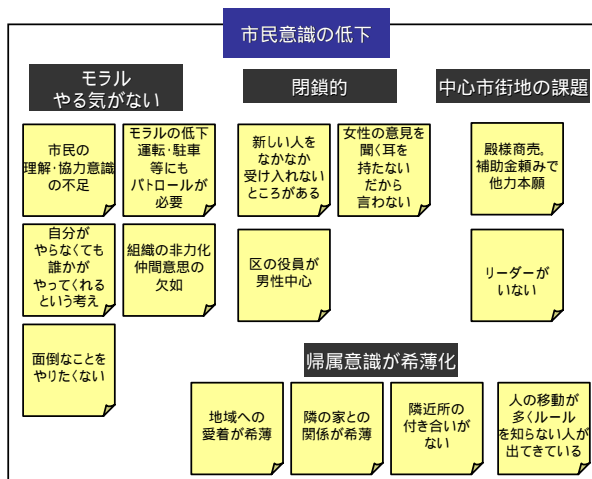 市民意識の低下
モラル
やる気がない
市民の
理解・協力意識
の不足
モラルの低下
運転・駐車
等にも
パトロールが
必要
自分が
やらなくても
誰かが
やってくれる
という考え
組織の非力化
仲間意思の
欠如
面倒なことを
やりたくない
閉鎖的
新しい人を
なかなか
受け入れない
ところがある
女性の意見を
聞く耳を
持たない
だから
言わない
区の役員が
男性中心
中心市街地の課題
殿様商売。
補助金頼みで
他力本願
リーダーが
いない
帰属意識が希薄化
地域への
愛着が希薄
隣の家との
関係が希薄
隣近所の
付き合いが
ない
人の移動が
多くルール
を知らない人が
出てきている